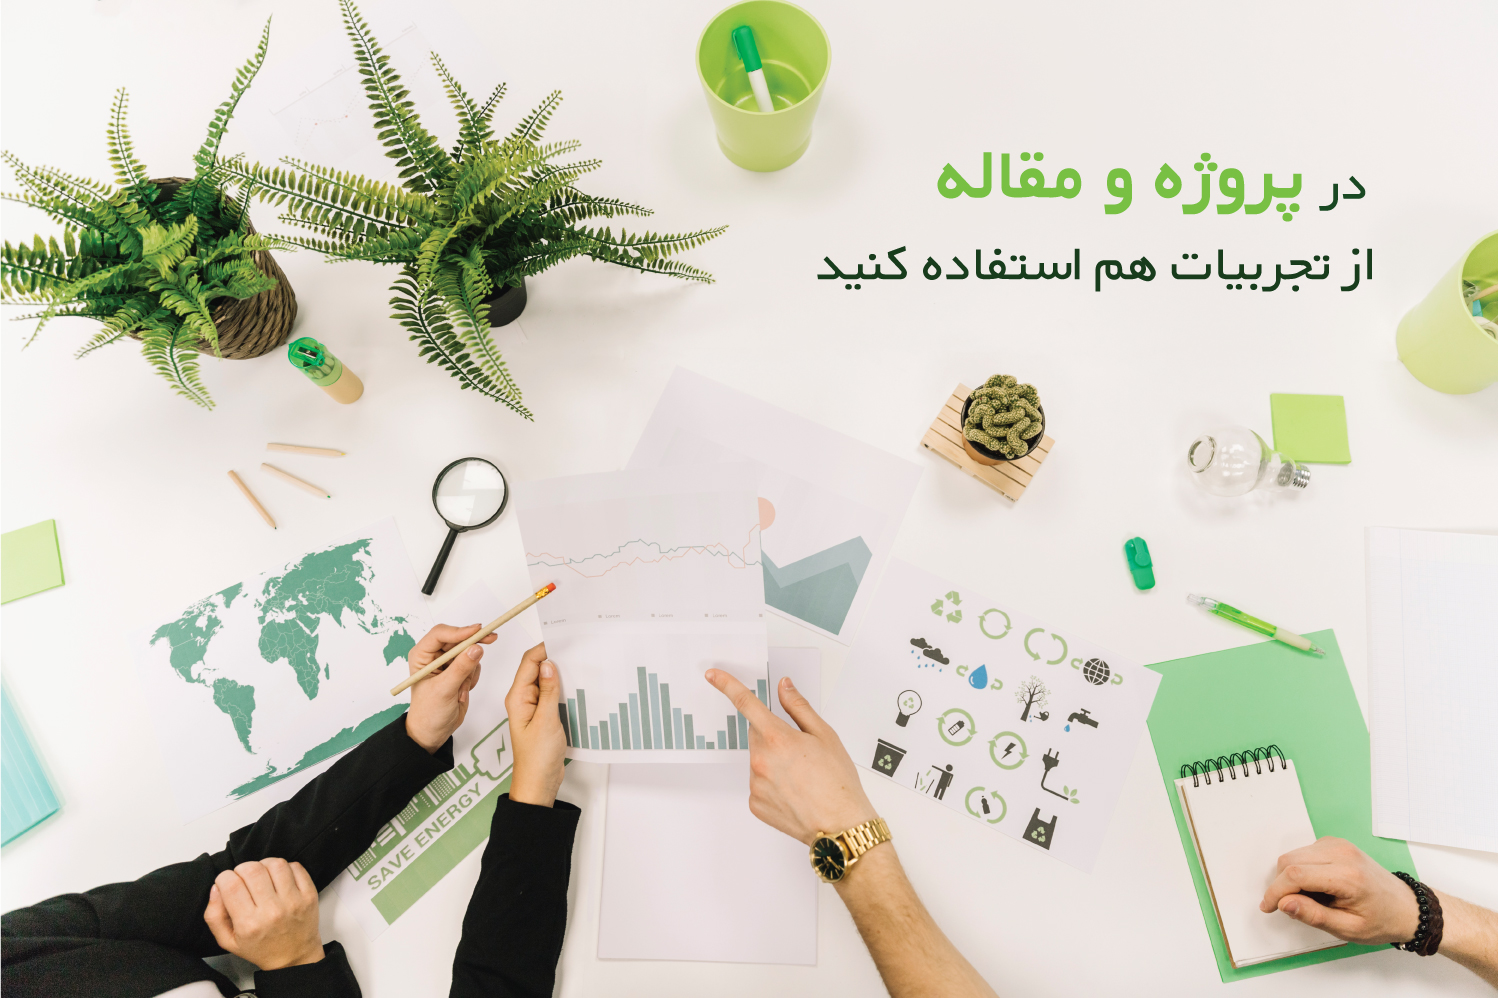 در پروژه و مقاله
از تجربیات هم استفاده کنید
SAVE ENERGY